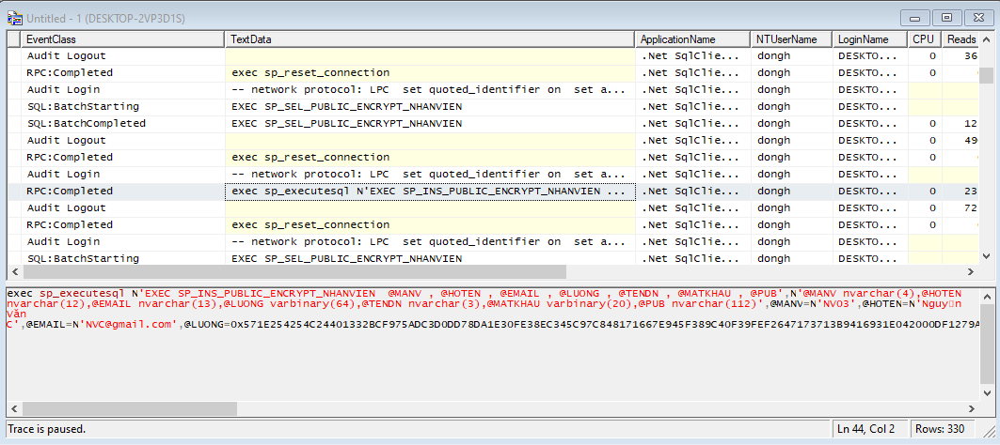 Untitled - 1 (DESKTOP-2VP3D1S)
EventClass TextData ApplicationName NTUserName LoginName CPU Reads
Audit Logout .Net SqlClie... dongh DESKTO... 0 36
RPC:Completed exec sp_reset_connection .Net SqlClie... dongh DESKTO... 0
Audit Login -- network protocol: LPC set quoted_identifier on set a... .Net SqlClie... dongh DESKTO...
SQL:BatchStarting EXEC SP_SEL_PUBLIC_ENCRYPT_NHANVIEN .Net SqlClie... dongh DESKTO...
SQL:BatchCompleted EXEC SP_SEL_PUBLIC_ENCRYPT_NHANVIEN .Net SqlClie... dongh DESKTO... 0 12
Audit Logout .Net SqlClie... dongh DESKTO... 0 49
RPC:Completed exec sp_reset_connection .Net SqlClie... dongh DESKTO... 0
Audit Login -- network protocol: LPC set quoted_identifier on set a... .Net SqlClie... dongh DESKTO...
RPC:Completed exec sp_executesql N'EXEC SP_INS_PUBLIC_ENCRYPT_NHANVIEN ... .Net SqlClie... dongh DESKTO... 0 23
Audit Logout .Net SqlClie... dongh DESKTO... 0 72
RPC:Completed exec sp_reset_connection .Net SqlClie... dongh DESKTO... 0
Audit Login -- network protocol: LPC set quoted_identifier on set a... .Net SqlClie... dongh DESKTO...
SQL:BatchStarting EXEC SP_SEL_PUBLIC_ENCRYPT_NHANVIEN .Net SqlClie... dongh DESKTO...
exec sp_executesql N'EXEC SP_INS_PUBLIC_ENCRYPT_NHANVIEN @MANV , @HOTEN , @EMAIL , @LUONG , @TENDN , @MATKHAU , @PUB',N'@MANV nvarchar(4),@HOTEN
nvarchar(12),@EMAIL nvarchar(13),@LUONG varbinary(64),@TENDN nvarchar(3),@MATKHAU varbinary(20),@PUB nvarchar(112)',@MANV=N'NV03',@HOTEN=N'Nguy�n
Văn
C',@EMAIL=N'NVC@gmail.com',@LUONG=0x571E254254C24401332BCF975ADC3D0DD78DA1E30FE38EC345C97C848171667E945F389C40F39FEF2647173713B9416931E042000DF1279A
Trace is paused. Ln 44, Col 2 Rows: 330